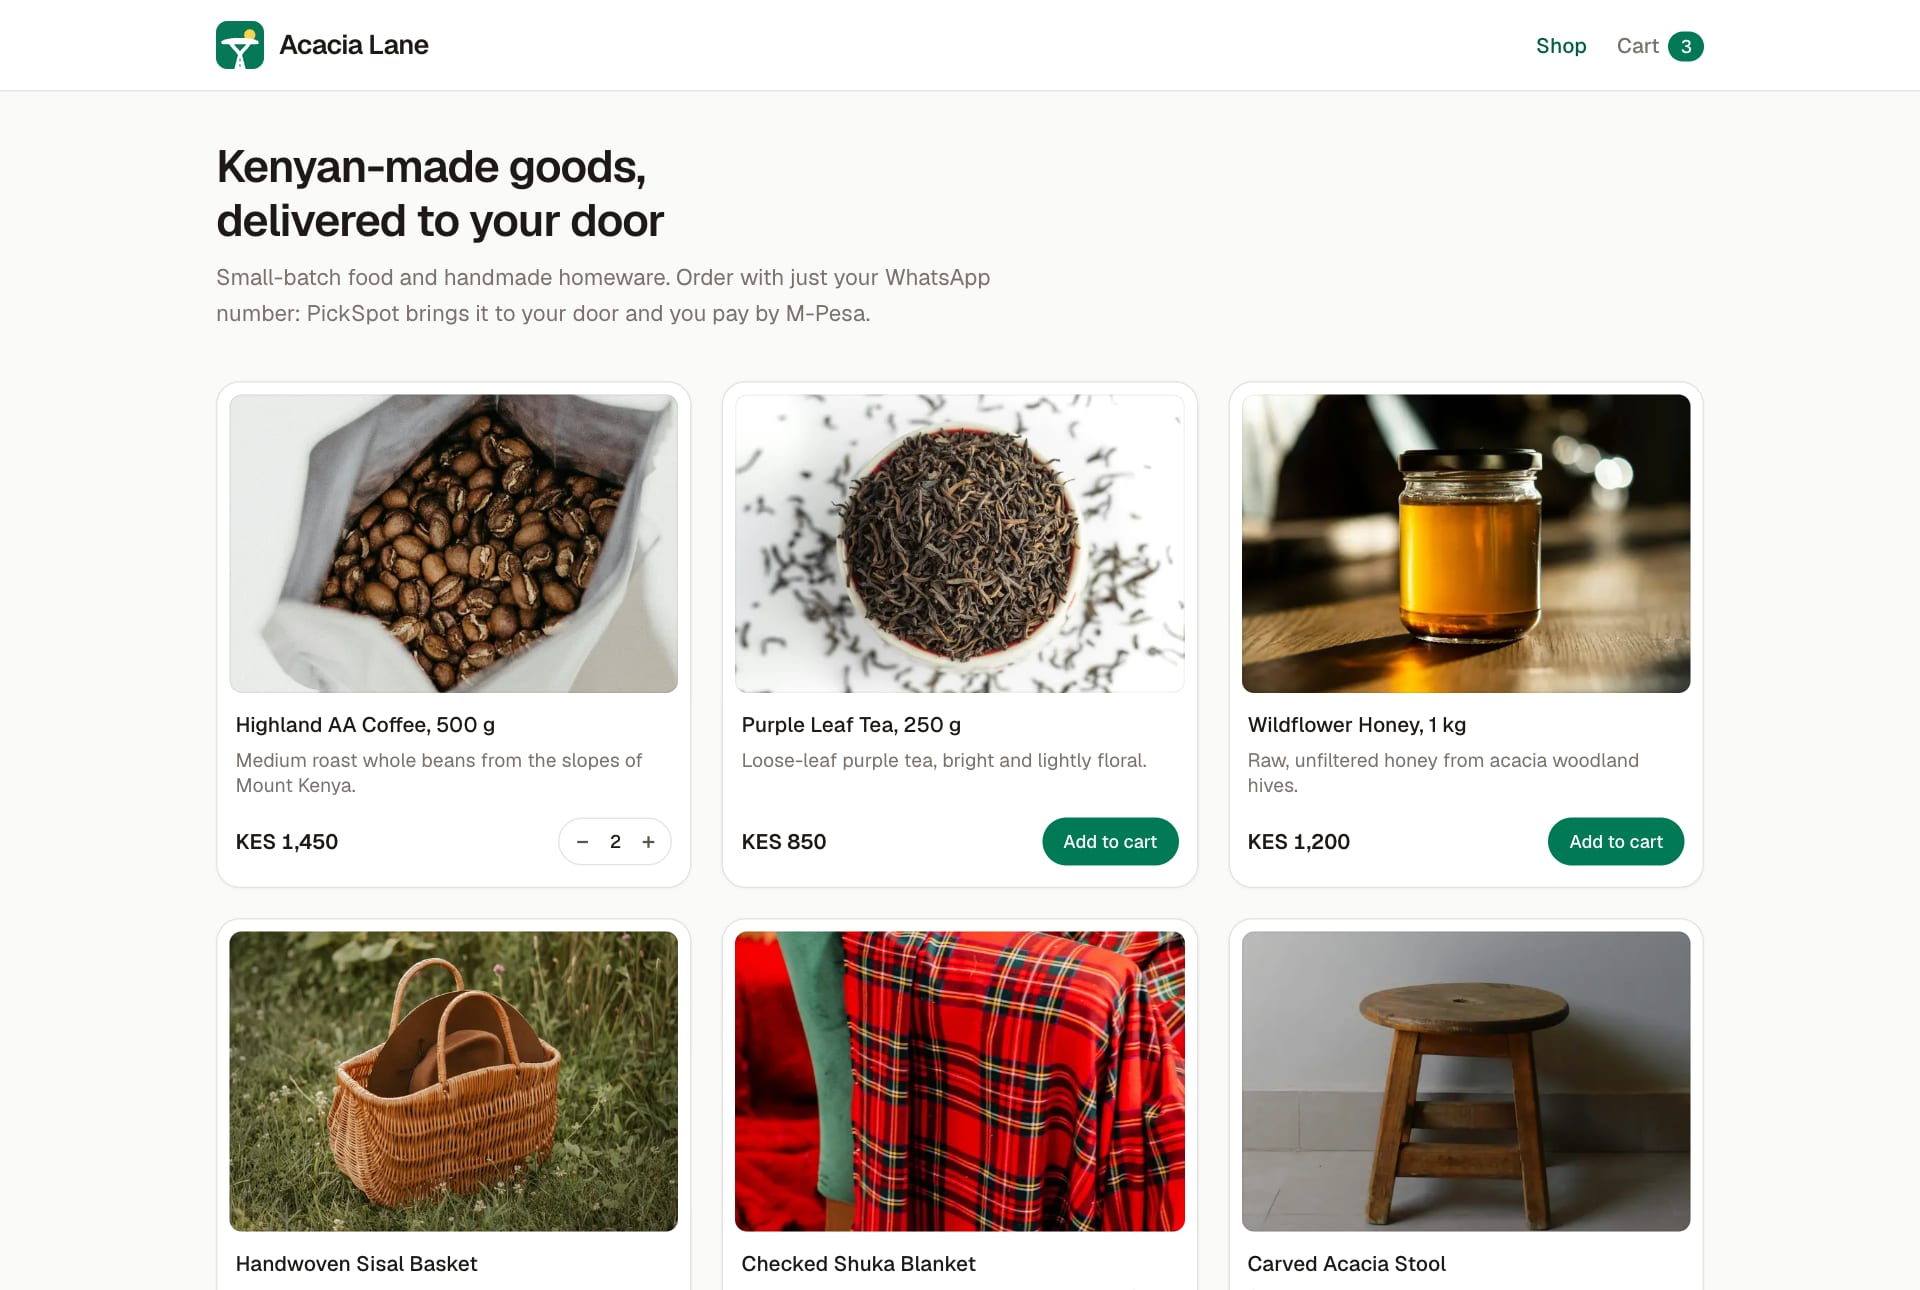 Acacia Lane
Shop
Cart 3
Kenyan-made goods,
delivered to your door
Small-batch food and handmade homeware. Order with just your WhatsApp
number: PickSpot brings it to your door and you pay by M-Pesa.
Highland AA Coffee, 500 g
Medium roast whole beans from the slopes of
Mount Kenya.
KES 1,450
− 2 +
Purple Leaf Tea, 250 g
Loose-leaf purple tea, bright and lightly floral.
KES 850
Add to cart
Wildflower Honey, 1 kg
Raw, unfiltered honey from acacia woodland
hives.
KES 1,200
Add to cart
Handwoven Sisal Basket
Checked Shuka Blanket
Carved Acacia Stool